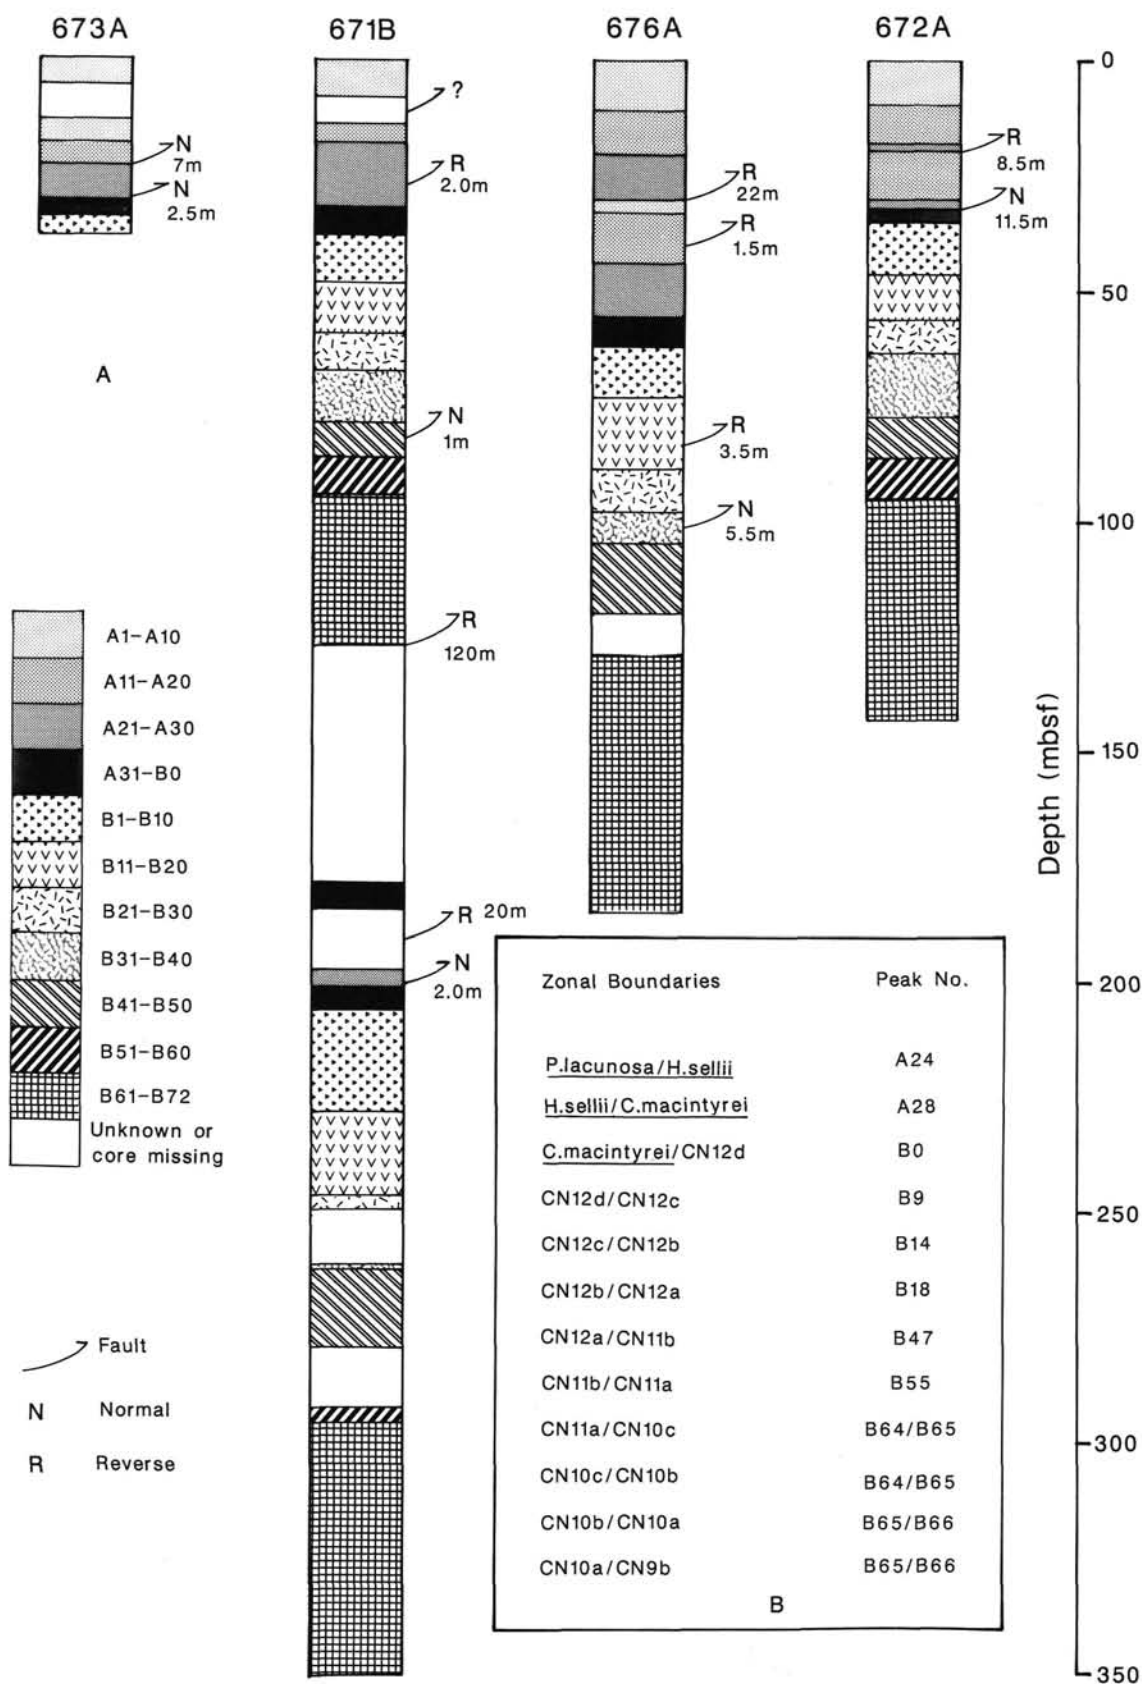 673A
671B
676A
672A
0
?
N
7m
N
2.5m
R
2.0m
R
22m
R
1.5m
R
8.5m
N
11.5m
50
A
N
1m
R
3.5m
N
5.5m
100
R
120m
A1-A10
A11-A20
A21-A30
A31-B0
B1-B10
B11-B20
B21-B30
B31-B40
B41-B50
B51-B60
B61-B72
Unknown or
core missing
Fault
N Normal
R Reverse
R 20m
N
2.0m
150
Depth (mbsf)
200
250
300
350
Zonal Boundaries Peak No.
P.lacunosa/H.sellii A24
H.sellii/C.macintyrei A28
C.macintyrei/CN12d B0
CN12d/CN12c B9
CN12c/CN12b B14
CN12b/CN12a B18
CN12a/CN11b B47
CN11b/CN11a B55
CN11a/CN10c B64/B65
CN10c/CN10b B64/B65
CN10b/CN10a B65/B66
CN10a/CN9b B65/B66
B